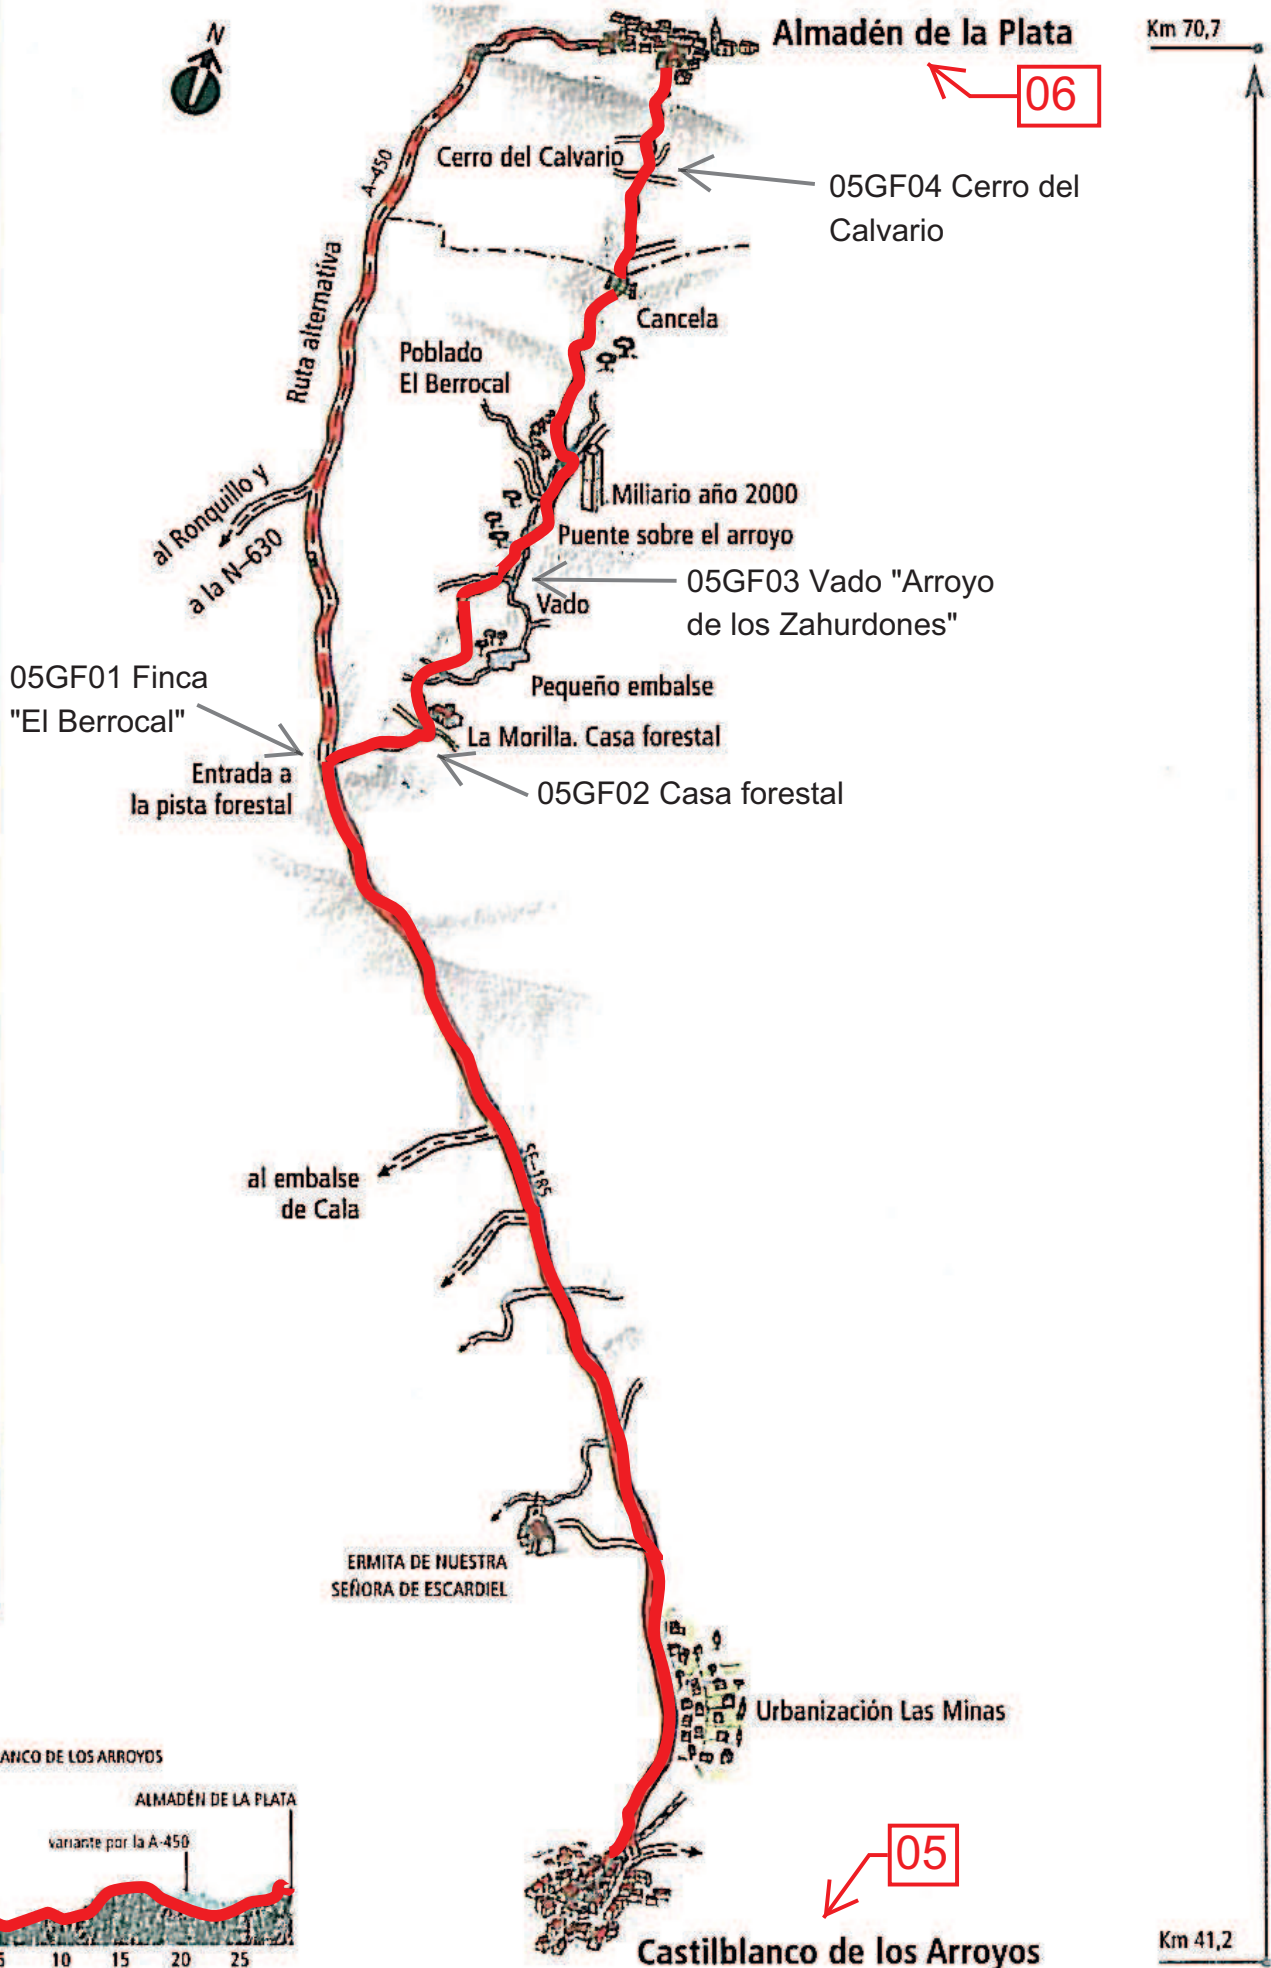 N
Almadén de la Plata
Km 70,7
06
A-450
Cerro del Calvario
05GF04 Cerro del
Calvario
Ruta alternativa
Cancela
Poblado
El Berrocal
al Ronquillo y
a la N-630
Miliario año 2000
Puente sobre el arroyo
05GF03 Vado "Arroyo
de los Zahurdones"
Vado
05GF01 Finca
"El Berrocal"
Pequeño embalse
La Morilla. Casa forestal
Entrada a
la pista forestal
05GF02 Casa forestal
al embalse
de Cala
SE-185
ERMITA DE NUESTRA
SEÑORA DE ESCARDIEL
Urbanización Las Minas
ANCO DE LOS ARROYOS
ALMADÉN DE LA PLATA
variante por la A-450
05
5 10 15 20 25
Castilblanco de los Arroyos
Km 41,2